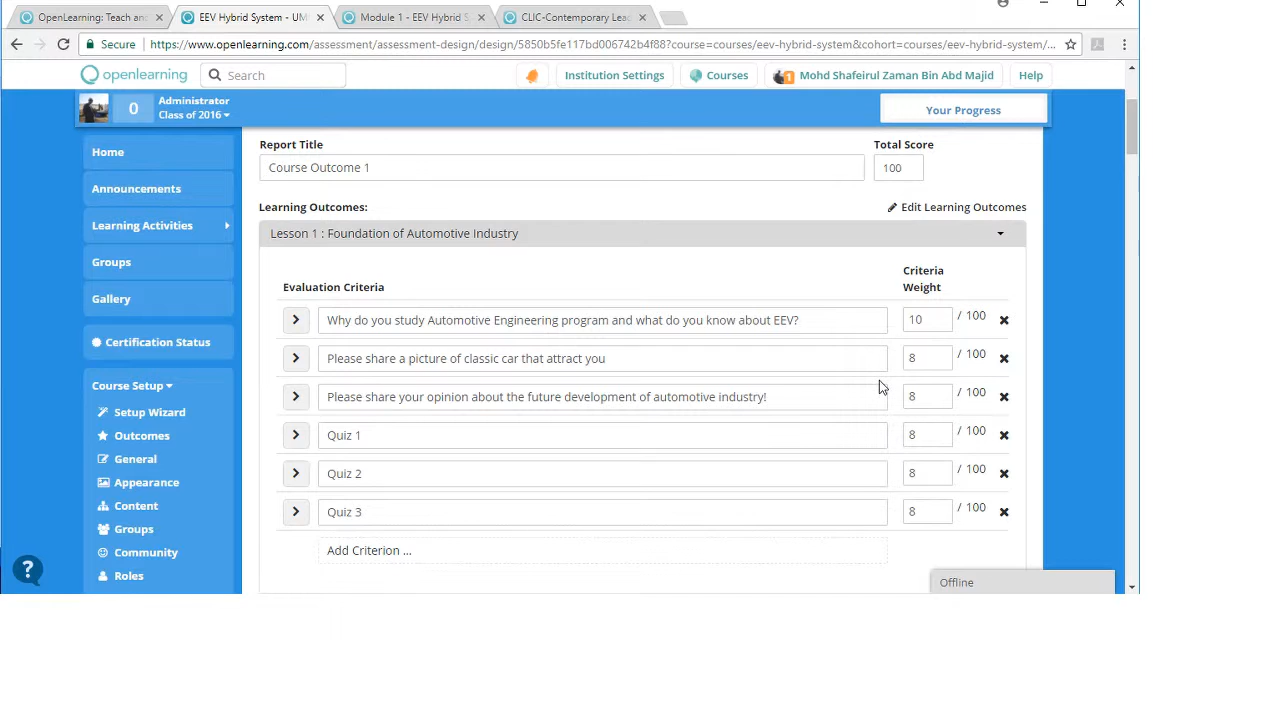 OpenLearning: Teach an
EEV Hybrid System - UM
Module 1 - EEV Hybrid S
CLIC-Contemporary Lea
Secure
https://www.openlearning.com/assessment/assessment-design/design/5850b5fe117bd006742b4f88?course=courses/eev-hybrid-system&cohort=courses/eev-hybrid-system/...
openlearning
Search
Institution Settings
Courses
1
Mohd Shafeirul Zaman Bin Abd Majid
Help
0
Administrator
Class of 2016
Your Progress
Home
Announcements
Learning Activities
Groups
Gallery
Certification Status
Course Setup
Setup Wizard
Outcomes
General
Appearance
Content
Groups
Community
Roles
Report Title
Total Score
Course Outcome 1
100
Learning Outcomes:
Edit Learning Outcomes
Lesson 1 : Foundation of Automotive Industry
Evaluation Criteria
Criteria
Weight
Why do you study Automotive Engineering program and what do you know about EEV?
10 / 100
Please share a picture of classic car that attract you
8 / 100
Please share your opinion about the future development of automotive industry!
8 / 100
Quiz 1
8 / 100
Quiz 2
8 / 100
Quiz 3
8 / 100
Add Criterion ...
?
Offline